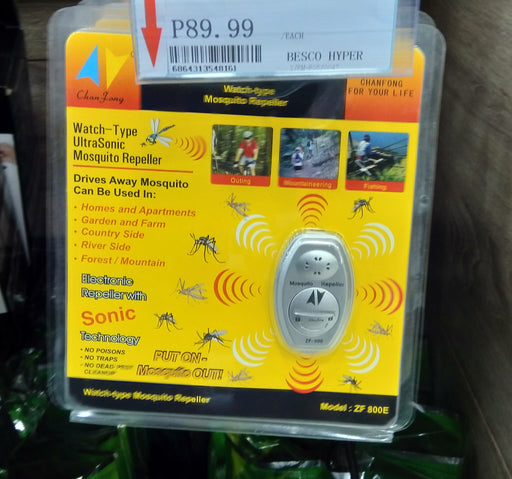 P89.99
/EACH
6864313548161
BESCO HYPER
ChanFong
Watch-type
Mosquito Repeller
CHANFONG
FOR YOUR LIFE
Watch-Type
UltraSonic
Mosquito Repeller
Outing
Mountaineering
Fishing
Drives Away Mosquito
Can Be Used In:
• Homes and Apartments
• Garden and Farm
• Country Side
• River Side
• Forest / Mountain
Mosquito Repeller
ZF-800
Electronic
Repeller with
Sonic
Technology
• NO POISONS
• NO TRAPS
• NO DEAD PEST
CLEANUP
PUT ON -
Mosquito OUT!
Watch-type Mosquito Repeller
Model : ZF 800E